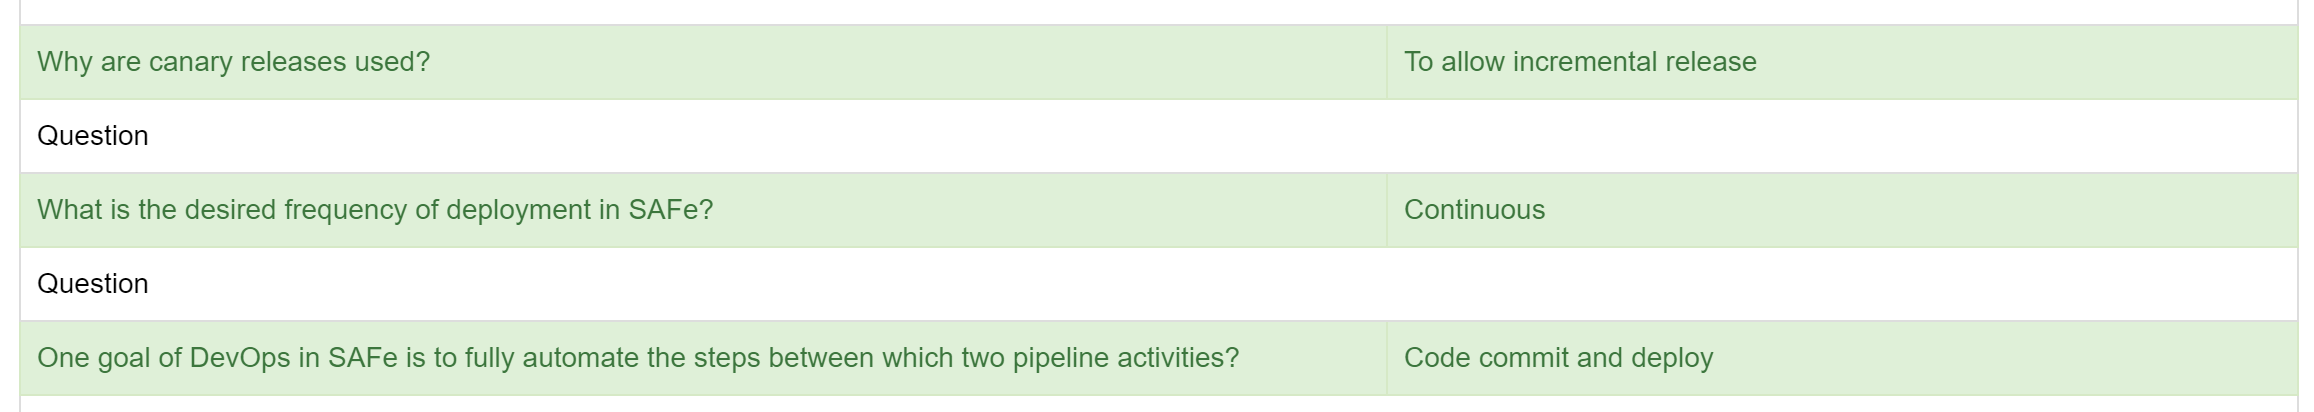 Why are canary releases used? To allow incremental release
Question
What is the desired frequency of deployment in SAFe? Continuous
Question
One goal of DevOps in SAFe is to fully automate the steps between which two pipeline activities? Code commit and deploy